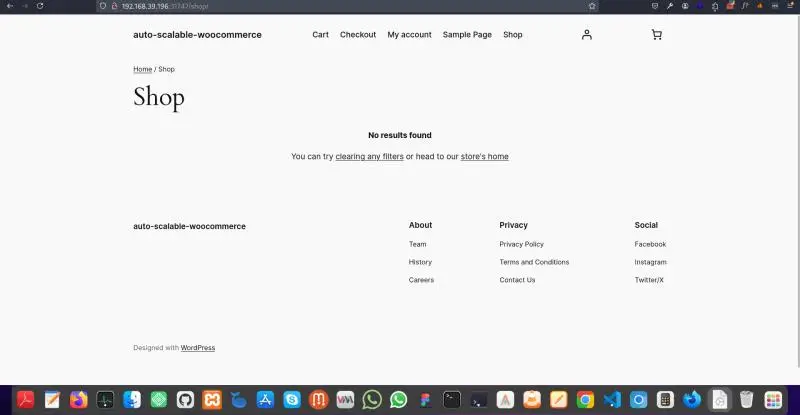 192.168.39.196:31747/shop/
auto-scalable-woocommerce
Cart Checkout My account Sample Page Shop
Home / Shop
Shop
No results found
You can try clearing any filters or head to our store's home
auto-scalable-woocommerce
About Privacy Social
Team Privacy Policy Facebook
History Terms and Conditions Instagram
Careers Contact Us Twitter/X
Designed with WordPress